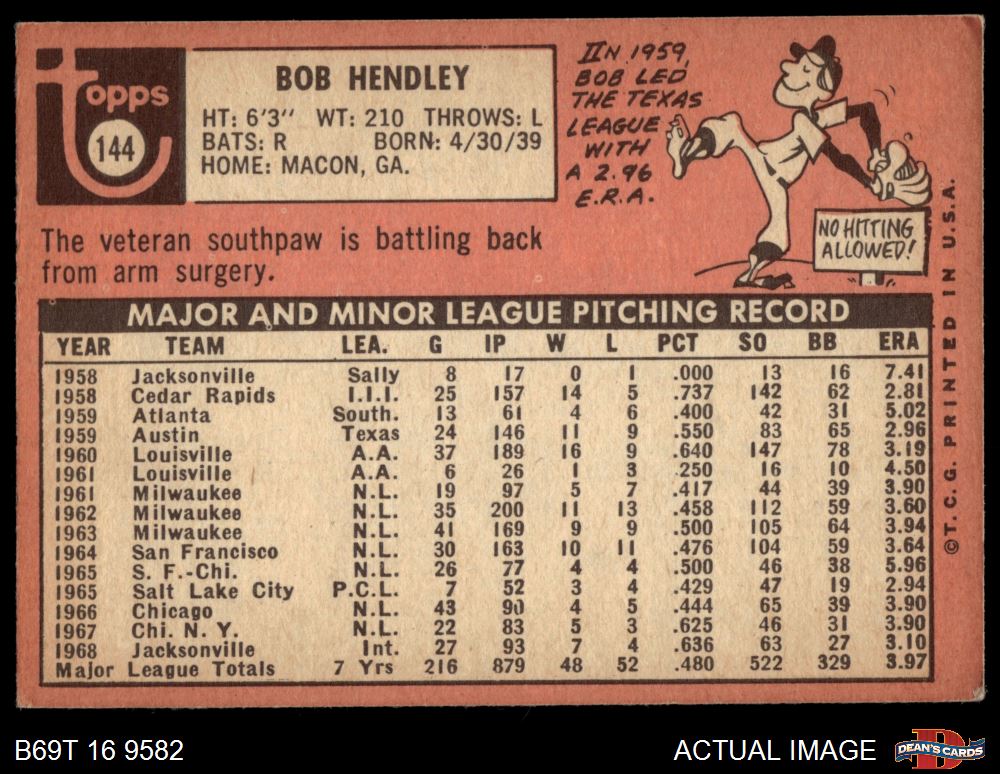 topps
144
BOB HENDLEY
HT: 6'3" WT: 210 THROWS: L
BATS: R BORN: 4/30/39
HOME: MACON, GA.
IN 1959,
BOB LED
THE TEXAS
LEAGUE
WITH
A 2.96
E.R.A.
NO HITTING
ALLOWED!
The veteran southpaw is battling back
from arm surgery.
MAJOR AND MINOR LEAGUE PITCHING RECORD
YEAR TEAM LEA. G IP W L PCT SO BB ERA
1958 Jacksonville Sally 8 17 0 1 .000 13 16 7.41
1958 Cedar Rapids I.I.I. 25 157 14 5 .737 142 62 2.81
1959 Atlanta South. 13 61 4 6 .400 42 31 5.02
1959 Austin Texas 24 146 11 9 .550 83 65 2.96
1960 Louisville A.A. 37 189 16 9 .640 147 78 3.19
1961 Louisville A.A. 6 26 1 3 .250 16 10 4.50
1961 Milwaukee N.L. 19 97 5 7 .417 44 39 3.90
1962 Milwaukee N.L. 35 200 11 13 .458 112 59 3.60
1963 Milwaukee N.L. 41 169 9 9 .500 105 64 3.94
1964 San Francisco N.L. 30 163 10 11 .476 104 59 3.64
1965 S. F.-Chi. N.L. 26 77 4 4 .500 46 38 5.96
1965 Salt Lake City P.C.L. 7 52 3 4 .429 47 19 2.94
1966 Chicago N.L. 43 90 4 5 .444 65 39 3.90
1967 Chi. N. Y. N.L. 22 83 5 3 .625 46 31 3.90
1968 Jacksonville Int. 27 93 7 4 .636 63 27 3.10
Major League Totals 7 Yrs 216 879 48 52 .480 522 329 3.97
©T. C. G. PRINTED IN U.S.A.
B69T 16 9582
ACTUAL IMAGE
D
DEAN'S CARDS